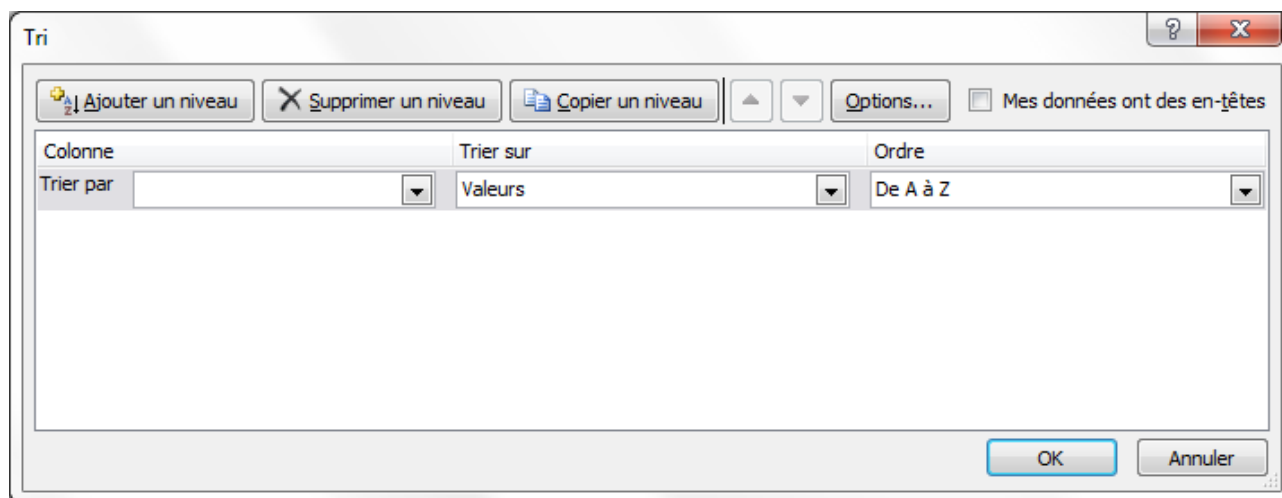 Tri
Ajouter un niveau Supprimer un niveau Copier un niveau Options... Mes données ont des en-têtes
Colonne Trier sur Ordre
Trier par Valeurs De A à Z
OK Annuler